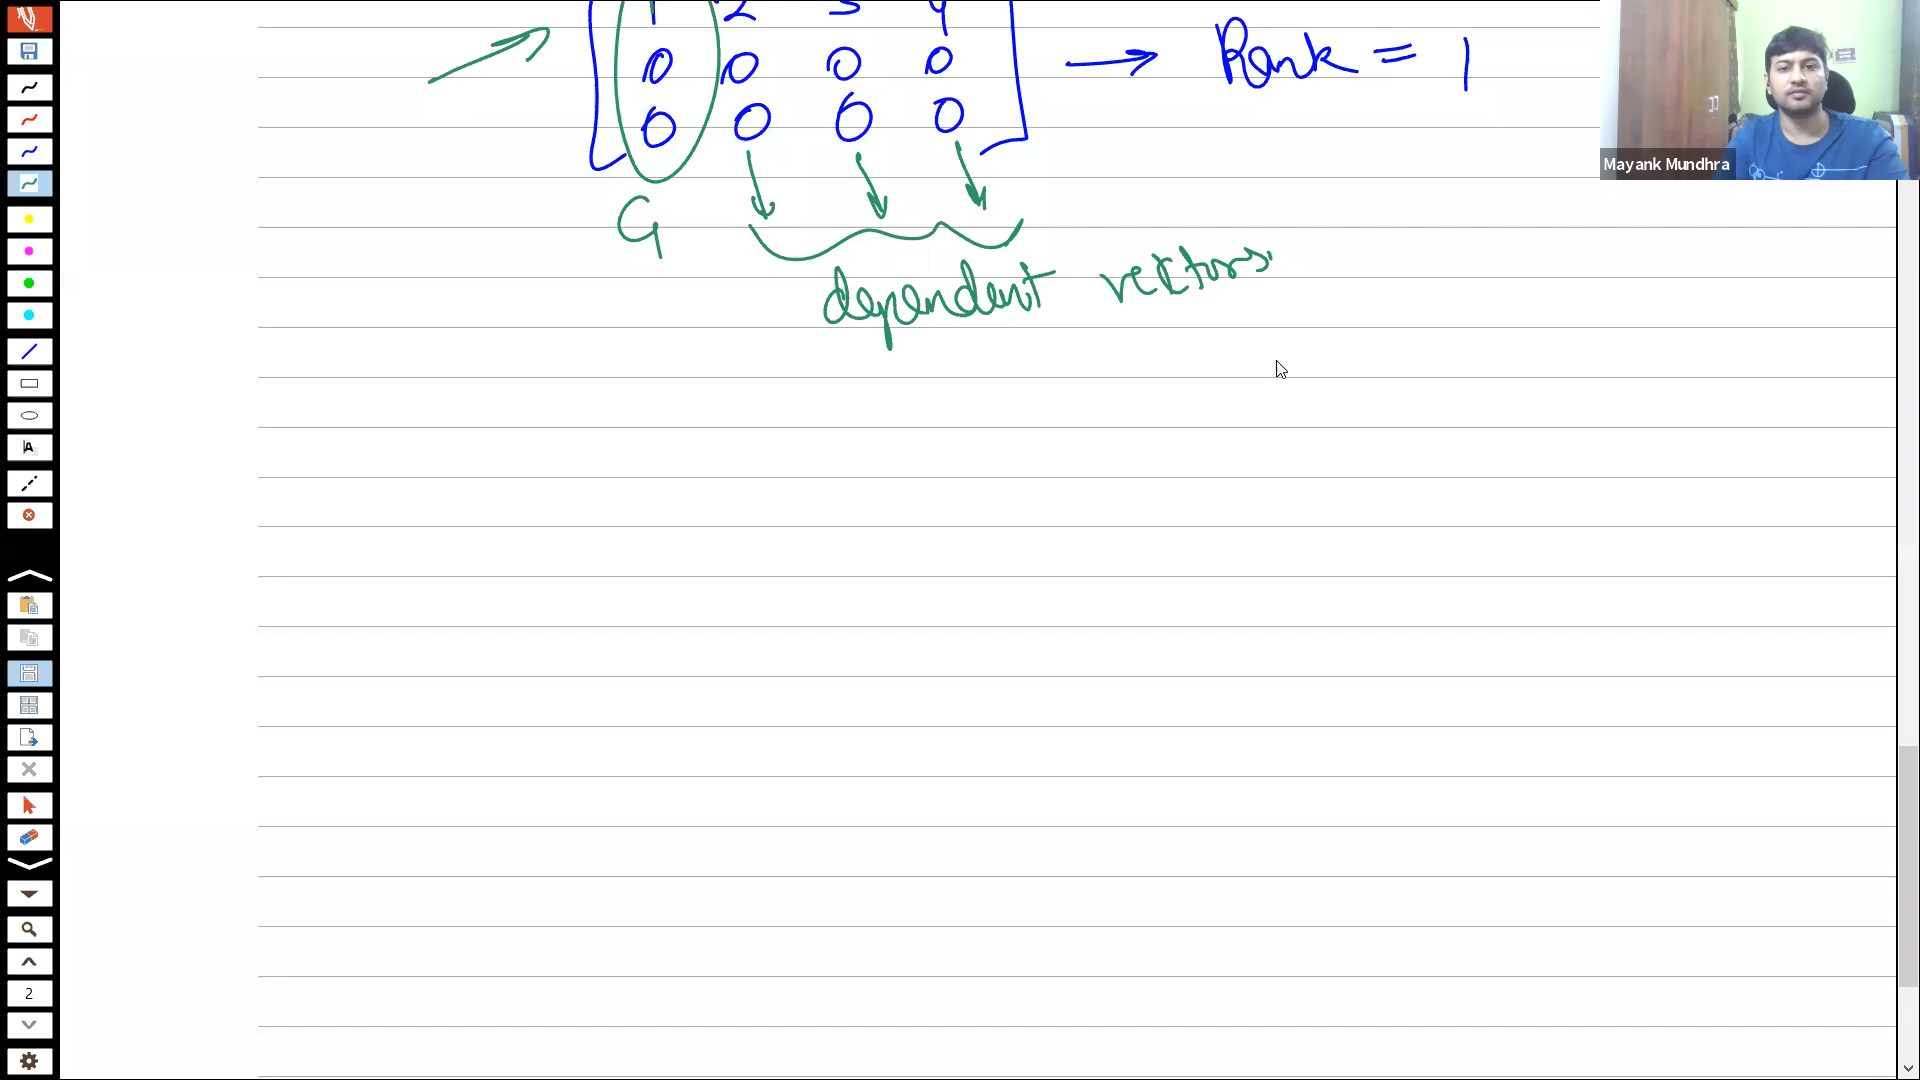 1 2 3 4
0 0 0 0 → Rank = 1
0 0 0 0
C₁
dependent vectors.
Mayank Mundhra
A
2